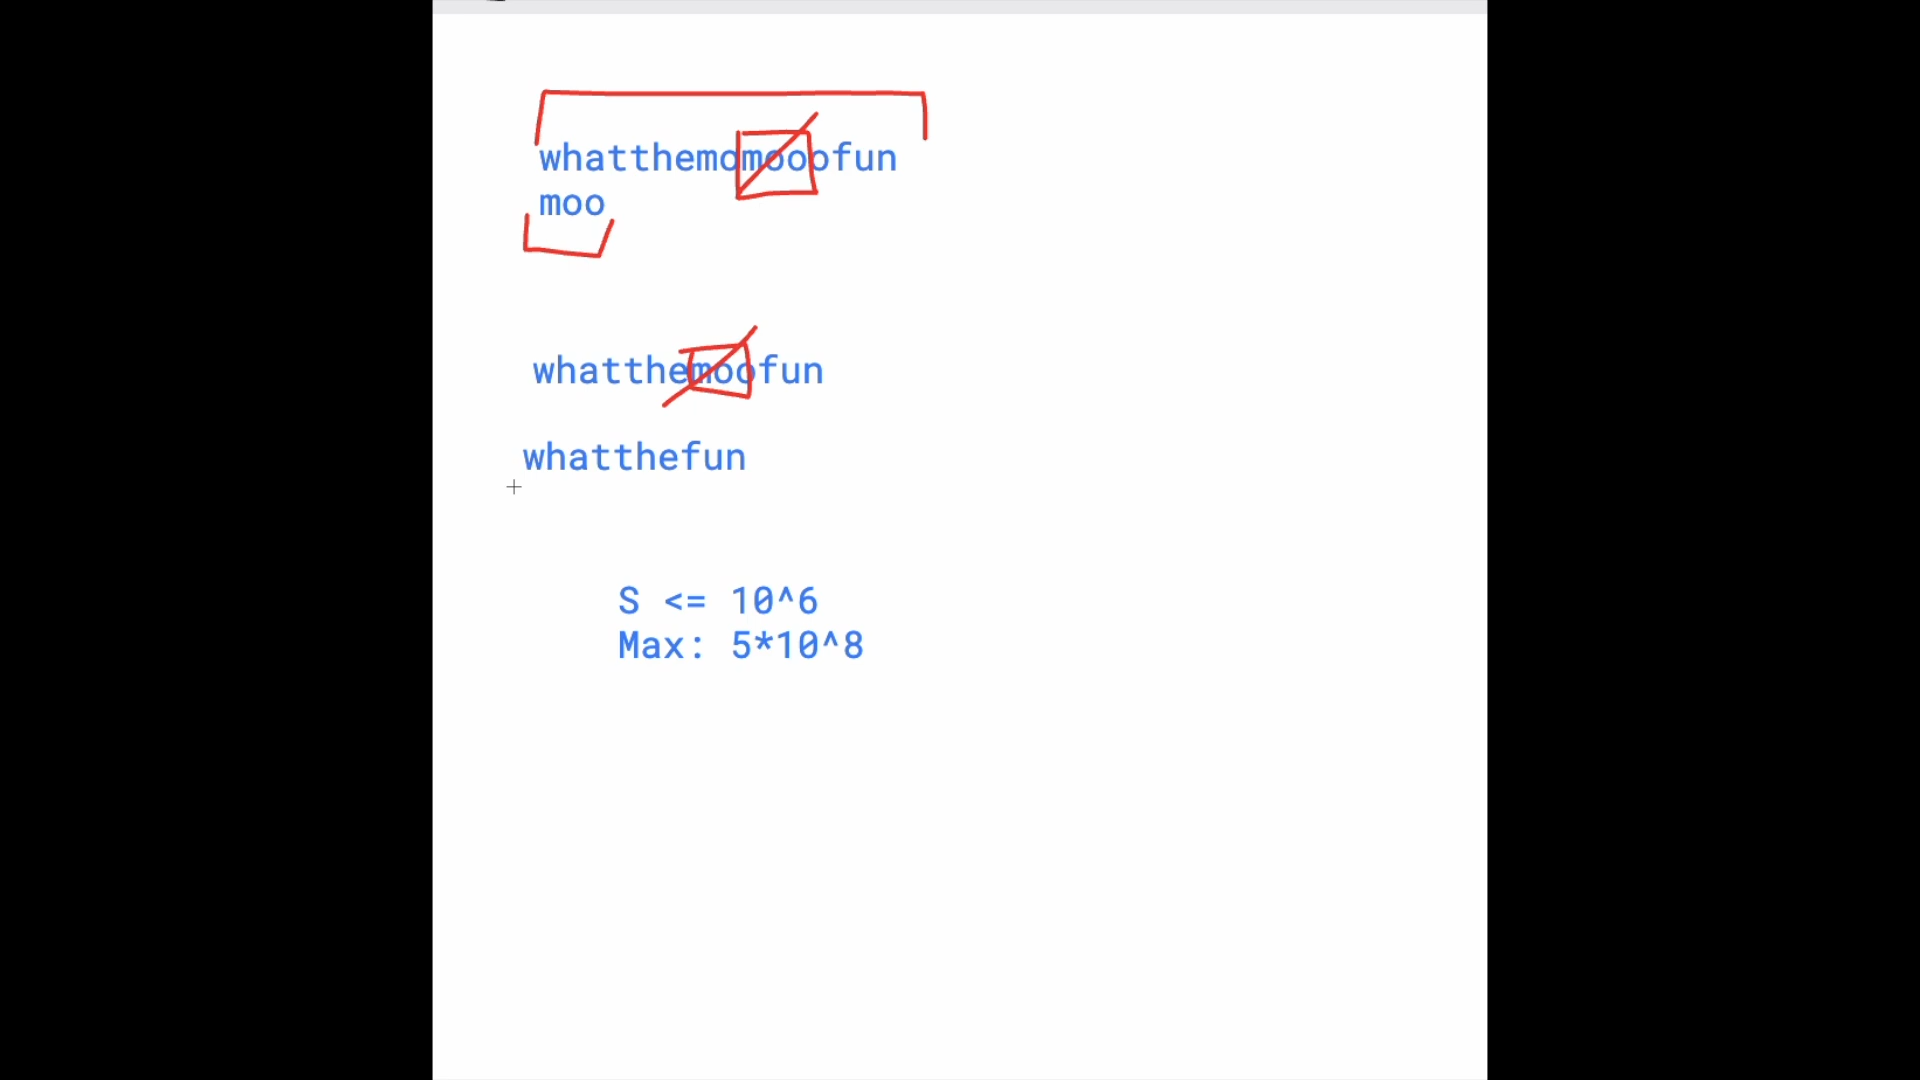 whatthemomooofun
moo
whatthemoofun
whatthefun
S <= 10^6
Max: 5*10^8